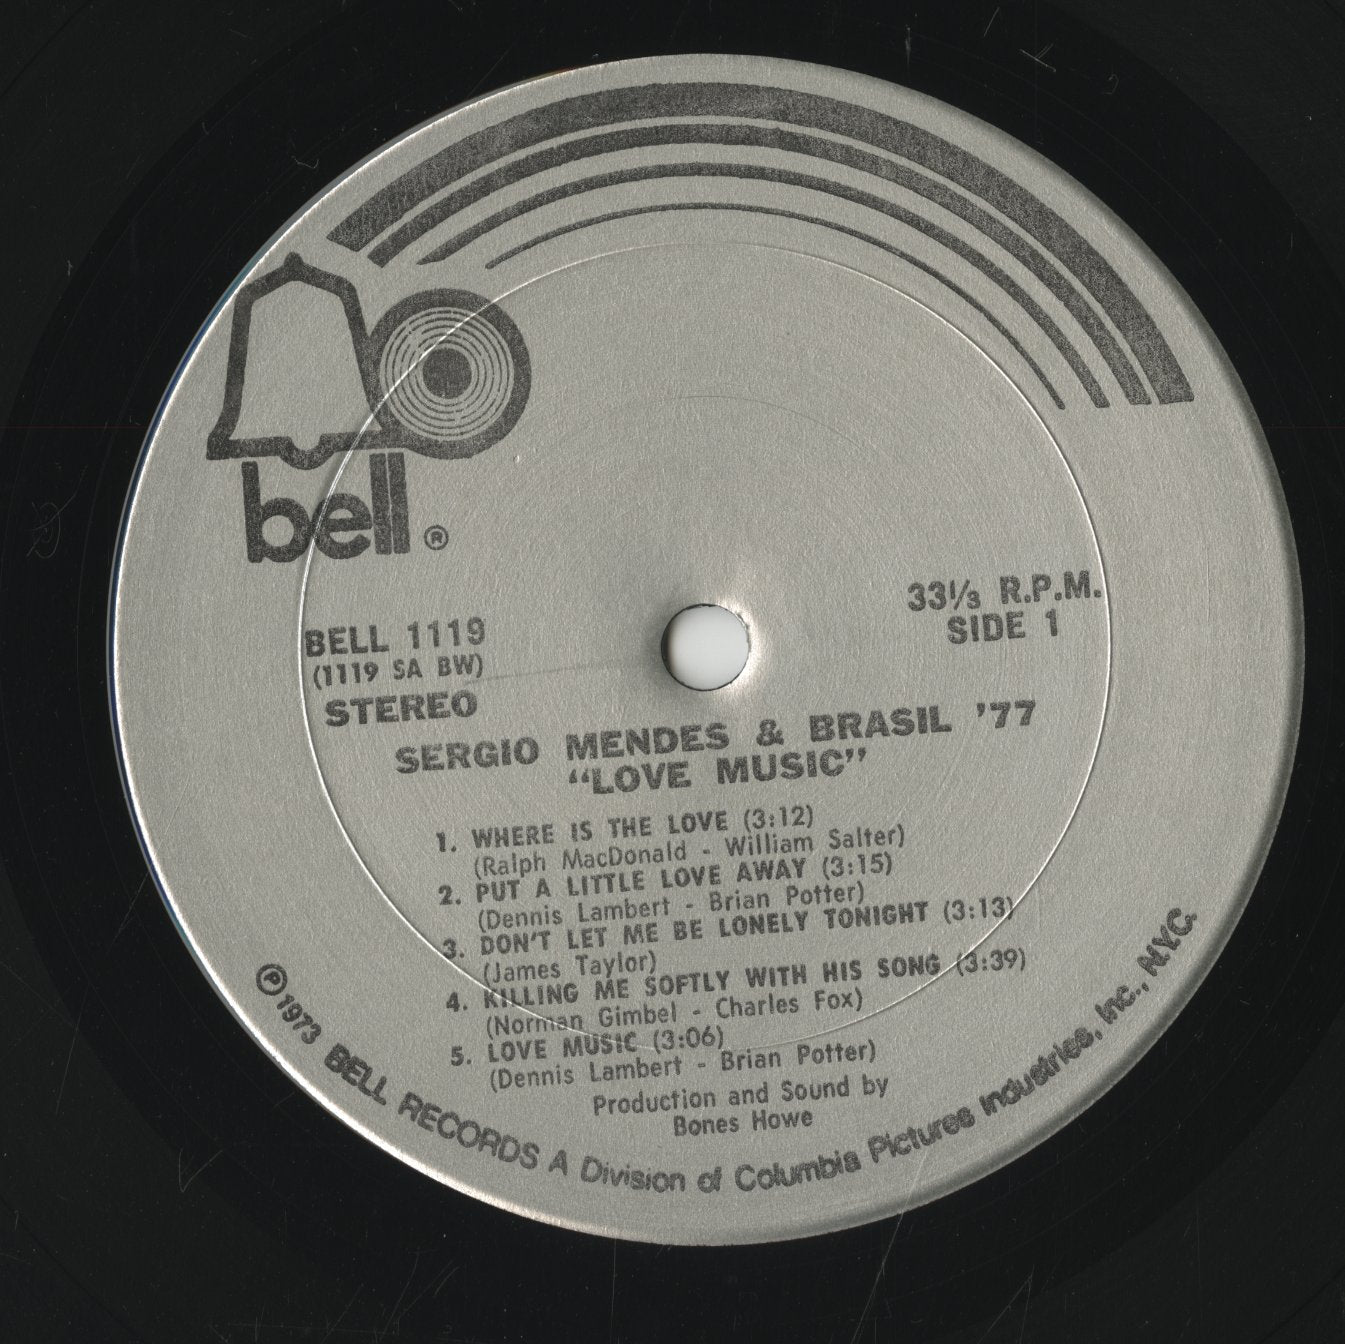 bell ®
BELL 1119
(1119 SA BW)
STEREO
33⅓ R.P.M.
SIDE 1
SERGIO MENDES & BRASIL '77
“LOVE MUSIC”
1. WHERE IS THE LOVE (3:12)
(Ralph MacDonald - William Salter)
2. PUT A LITTLE LOVE AWAY (3:15)
(Dennis Lambert - Brian Potter)
3. DON'T LET ME BE LONELY TONIGHT (3:13)
(James Taylor)
4. KILLING ME SOFTLY WITH HIS SONG (3:39)
(Norman Gimbel - Charles Fox)
5. LOVE MUSIC (3:06)
(Dennis Lambert - Brian Potter)
Production and Sound by
Bones Howe
℗ 1973 BELL RECORDS A Division of Columbia Pictures Industries, Inc., N.Y.C.